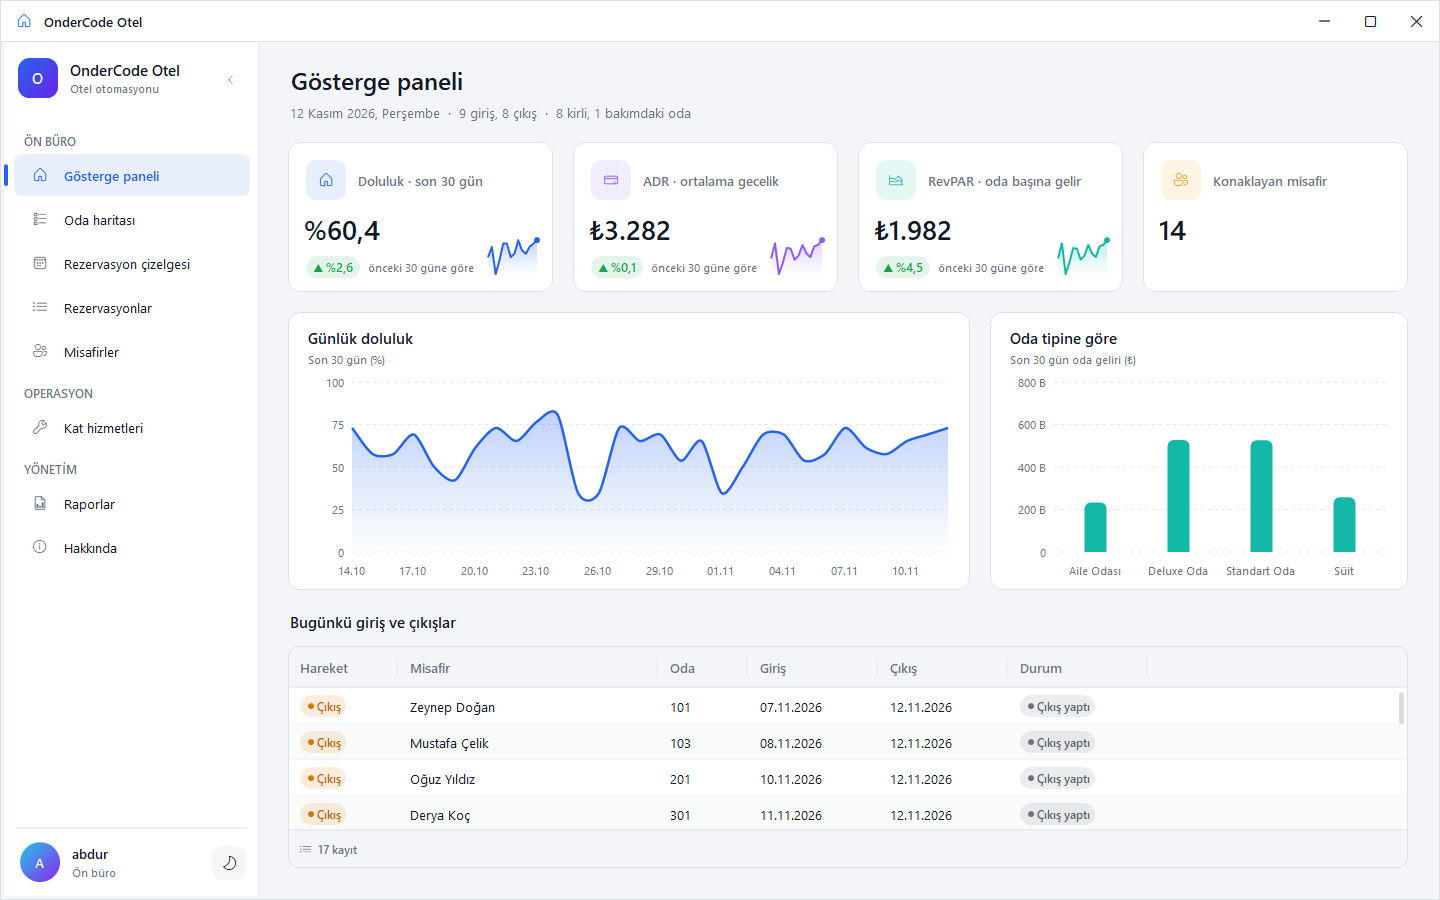 OnderCode Otel
OnderCode Otel
Otel otomasyonu
ÖN BÜRO
Gösterge paneli
Oda haritası
Rezervasyon çizelgesi
Rezervasyonlar
Misafirler
OPERASYON
Kat hizmetleri
YÖNETİM
Raporlar
Hakkında
A abdur
Ön büro
Gösterge paneli
12 Kasım 2026, Perşembe · 9 giriş, 8 çıkış · 8 kirli, 1 bakımdaki oda
Doluluk · son 30 gün
%60,4
▲ %2,6 önceki 30 güne göre
ADR · ortalama gecelik
₺3.282
▲ %0,1 önceki 30 güne göre
RevPAR · oda başına gelir
₺1.982
▲ %4,5 önceki 30 güne göre
Konaklayan misafir
14
Günlük doluluk
Son 30 gün (%)
100
75
50
25
0
14.10 17.10 20.10 23.10 26.10 29.10 01.11 04.11 07.11 10.11
Oda tipine göre
Son 30 gün oda geliri (₺)
800 B
600 B
400 B
200 B
0
Aile Odası Deluxe Oda Standart Oda Süit
Bugünkü giriş ve çıkışlar
Hareket Misafir Oda Giriş Çıkış Durum
Çıkış Zeynep Doğan 101 07.11.2026 12.11.2026 Çıkış yaptı
Çıkış Mustafa Çelik 103 08.11.2026 12.11.2026 Çıkış yaptı
Çıkış Oğuz Yıldız 201 10.11.2026 12.11.2026 Çıkış yaptı
Çıkış Derya Koç 301 11.11.2026 12.11.2026 Çıkış yaptı
17 kayıt